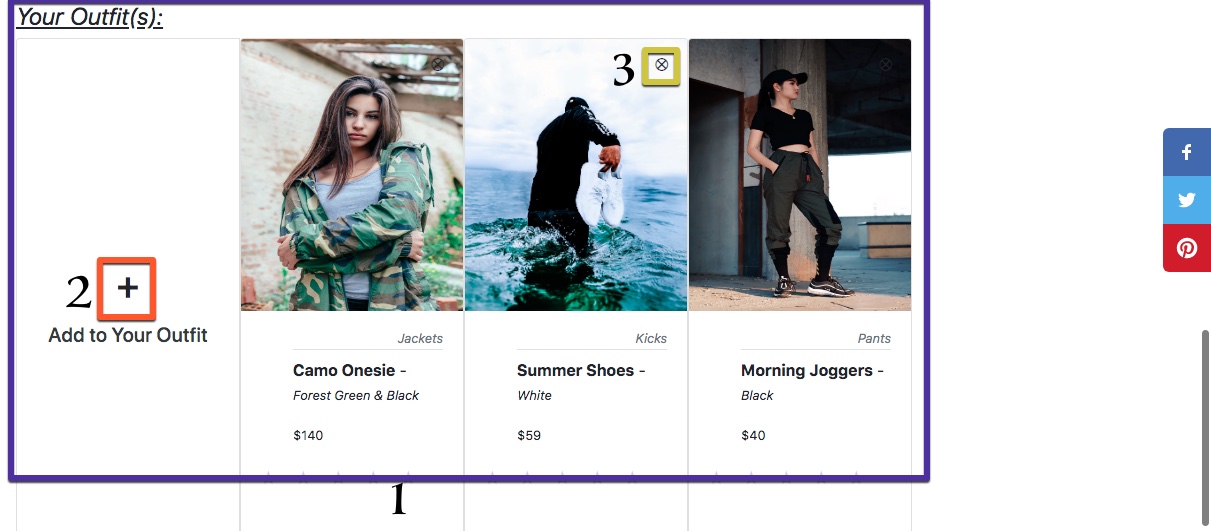 Your Outfit(s):
3
2
+
Add to Your Outfit
Jackets
Camo Onesie -
Forest Green & Black
$140
Kicks
Summer Shoes -
White
$59
Pants
Morning Joggers -
Black
$40
1